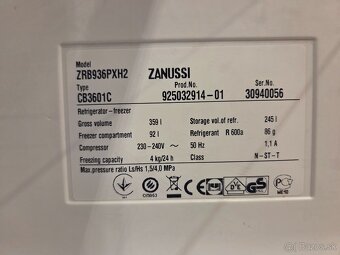 Model
ZRB936PXH2 ZANUSSI
Type Prod.No. Ser.No.
CB3601C 925032914-01 30940056
Refrigerator-freezer
Gross volume 359 l Storage vol.of refr. 245 l
Freezer compartment 92 l Refrigerant R 600a 86 g
Compressor 230-240V ~ 50 Hz 1,1 A
Freezing capacity 4 kg/24 h Class N-ST-T
Max.pressure ratio Ls/Hs 1,5/4,0 MPa
bazos.sk